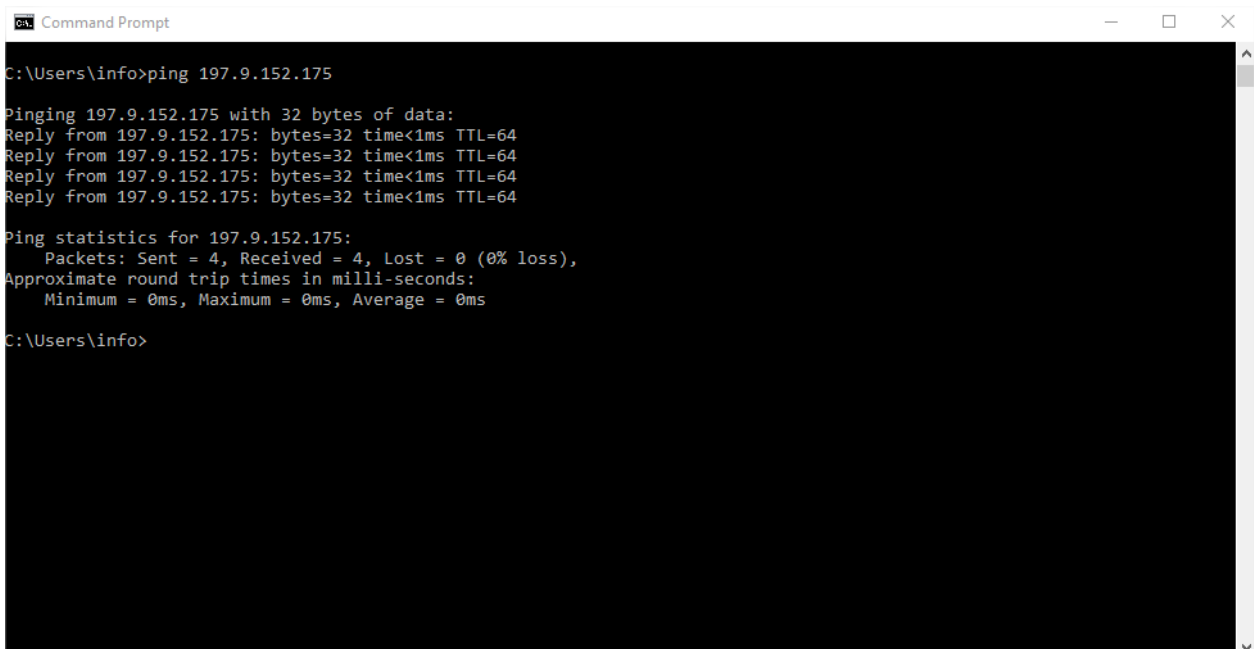 Command Prompt
C:\Users\info>ping 197.9.152.175
Pinging 197.9.152.175 with 32 bytes of data:
Reply from 197.9.152.175: bytes=32 time<1ms TTL=64
Reply from 197.9.152.175: bytes=32 time<1ms TTL=64
Reply from 197.9.152.175: bytes=32 time<1ms TTL=64
Reply from 197.9.152.175: bytes=32 time<1ms TTL=64
Ping statistics for 197.9.152.175:
    Packets: Sent = 4, Received = 4, Lost = 0 (0% loss),
Approximate round trip times in milli-seconds:
    Minimum = 0ms, Maximum = 0ms, Average = 0ms
C:\Users\info>